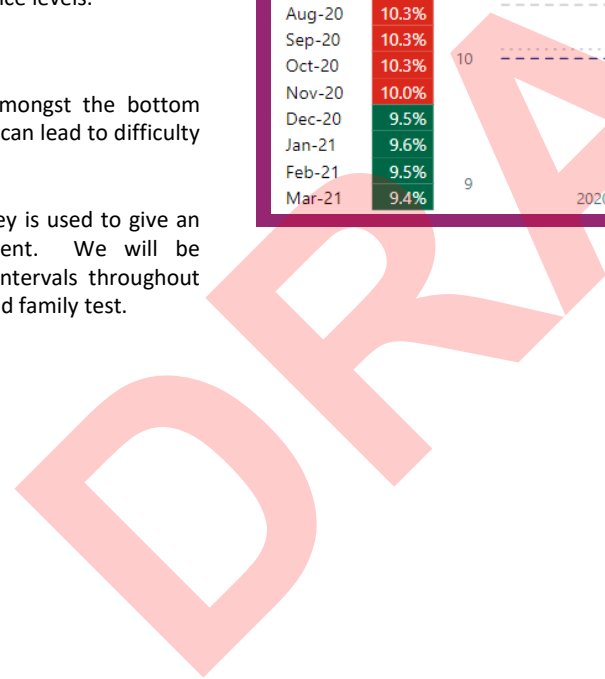 ce levels.
mongst the bottom
can lead to difficulty
ey is used to give an
ent. We will be
ntervals throughout
d family test.
Aug-20 10.3%
Sep-20 10.3%
Oct-20 10.3%
Nov-20 10.0%
Dec-20 9.5%
Jan-21 9.6%
Feb-21 9.5%
Mar-21 9.4%
10
9
2020
DRA